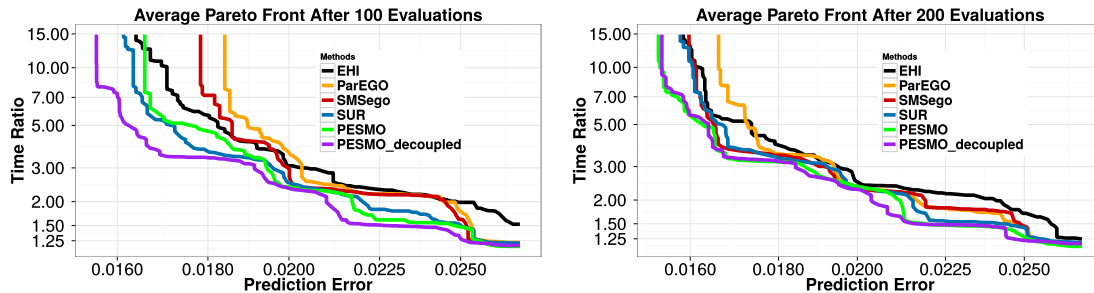 Average Pareto Front After 100 Evaluations
Time Ratio
15.00
10.00
7.00
5.00
3.00
2.00
1.50
1.25
Methods
EHI
ParEGO
SMSego
SUR
PESMO
PESMO_decoupled
0.0160 0.0180 0.0200 0.0225 0.0250
Prediction Error
Average Pareto Front After 200 Evaluations
Time Ratio
15.00
10.00
7.00
5.00
3.00
2.00
1.50
1.25
Methods
EHI
ParEGO
SMSego
SUR
PESMO
PESMO_decoupled
0.0160 0.0180 0.0200 0.0225 0.0250
Prediction Error